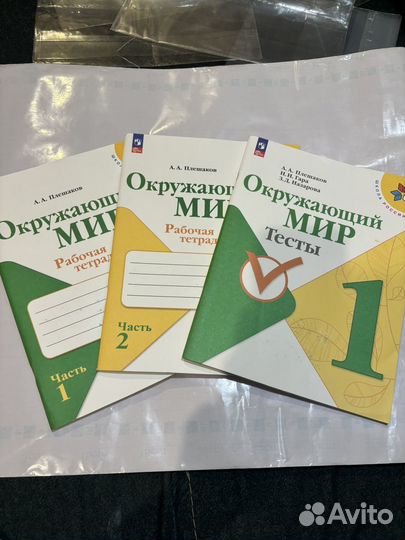 А. А. Плешаков
Окружающий
МИР
Рабочая
тетрадь
Часть
1
А. А. Плешаков
Окружающий
МИР
Рабочая
тетрадь
Часть
2
А. А. Плешаков
Н. Н. Гара
З. Д. Назарова
Окружающий
МИР
Тесты
1
Avito